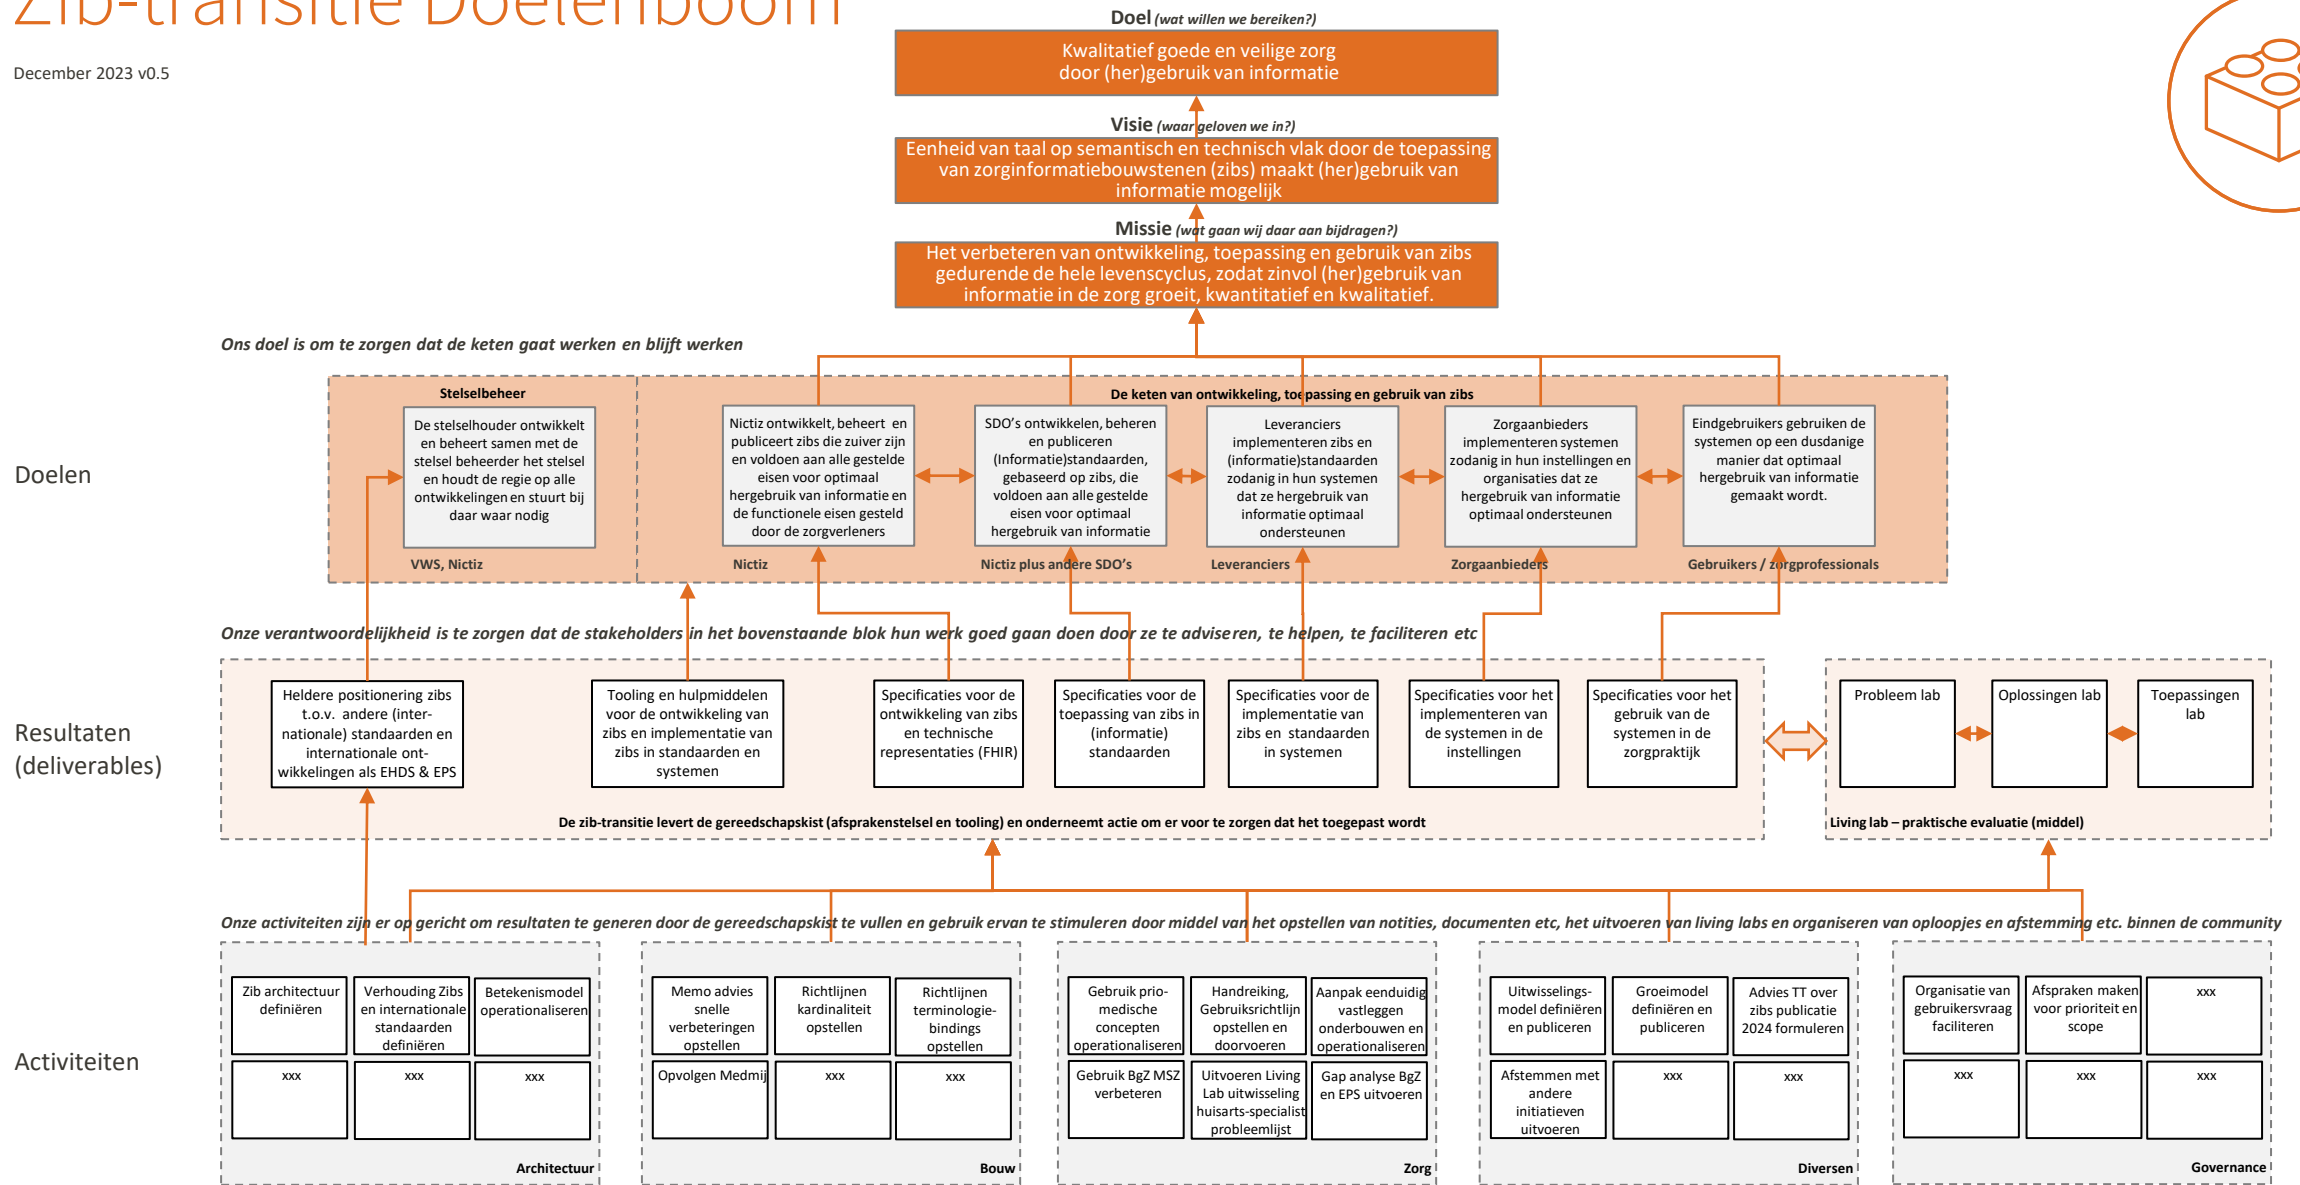 Zib-transitie Doelenboom
December 2023 v0.5
Doel (wat willen we bereiken?)
Kwalitatief goede en veilige zorg
door (her)gebruik van informatie
Visie (waar geloven we in?)
Eenheid van taal op semantisch en technisch vlak door de toepassing
van zorginformatiebouwstenen (zibs) maakt (her)gebruik van
informatie mogelijk
Missie (wat gaan wij daar aan bijdragen?)
Het verbeteren van ontwikkeling, toepassing en gebruik van zibs
gedurende de hele levenscyclus, zodat zinvol (her)gebruik van
informatie in de zorg groeit, kwantitatief en kwalitatief.
Ons doel is om te zorgen dat de keten gaat werken en blijft werken
Doelen
Stelselbeheer
De stelselhouder ontwikkelt
en beheert samen met de
stelsel beheerder het stelsel
en houdt de regie op alle
ontwikkelingen en stuurt bij
daar waar nodig
VWS, Nictiz
De keten van ontwikkeling, toepassing en gebruik van zibs
Nictiz ontwikkelt, beheert en
publiceert zibs die zuiver zijn
en voldoen aan alle gestelde
eisen voor optimaal
hergebruik van informatie en
de functionele eisen gesteld
door de zorgverleners
Nictiz
SDO's ontwikkelen, beheren
en publiceren
(Informatie)standaarden,
gebaseerd op zibs, die
voldoen aan alle gestelde
eisen voor optimaal
hergebruik van informatie
Nictiz plus andere SDO's
Leveranciers
implementeren zibs en
(informatie)standaarden
zodanig in hun systemen
dat ze hergebruik van
informatie optimaal
ondersteunen
Leveranciers
Zorgaanbieders
implementeren systemen
zodanig in hun instellingen en
organisaties dat ze
hergebruik van informatie
optimaal ondersteunen
Zorgaanbieders
Eindgebruikers gebruiken de
systemen op een dusdanige
manier dat optimaal
hergebruik van informatie
gemaakt wordt.
Gebruikers / zorgprofessionals
Onze verantwoordelijkheid is te zorgen dat de stakeholders in het bovenstaande blok hun werk goed gaan doen door ze te adviseren, te helpen, te faciliteren etc
Resultaten
(deliverables)
Heldere positionering zibs
t.o.v. andere (inter-
nationale) standaarden en
internationale ont-
wikkelingen als EHDS & EPS
Tooling en hulpmiddelen
voor de ontwikkeling van
zibs en implementatie van
zibs in standaarden en
systemen
Specificaties voor de
ontwikkeling van zibs
en technische
representaties (FHIR)
Specificaties voor de
toepassing van zibs in
(informatie)
standaarden
Specificaties voor de
implementatie van
zibs en standaarden
in systemen
Specificaties voor het
implementeren van
de systemen in de
instellingen
Specificaties voor het
gebruik van de
systemen in de
zorgpraktijk
De zib-transitie levert de gereedschapskist (afsprakenstelsel en tooling) en onderneemt actie om er voor te zorgen dat het toegepast wordt
Probleem lab
Oplossingen lab
Toepassingen
lab
Living lab – praktische evaluatie (middel)
Onze activiteiten zijn er op gericht om resultaten te generen door de gereedschapskist te vullen en gebruik ervan te stimuleren door middel van het opstellen van notities, documenten etc, het uitvoeren van living labs en organiseren van oploopjes en afstemming etc. binnen de community
Activiteiten
Zib architectuur
definiëren
Verhouding Zibs
en internationale
standaarden
definiëren
Betekenismodel
operationaliseren
xxx
xxx
xxx
Architectuur
Memo advies
snelle
verbeteringen
opstellen
Richtlijnen
kardinaliteit
opstellen
Richtlijnen
terminologie-
bindings
opstellen
Opvolgen Medmij
xxx
xxx
Bouw
Gebruik prio-
medische
concepten
operationaliseren
Handreiking,
Gebruiksrichtlijn
opstellen en
doorvoeren
Aanpak eenduidig
vastleggen
onderbouwen en
operationaliseren
Gebruik BgZ MSZ
verbeteren
Uitvoeren Living
Lab uitwisseling
huisarts-specialist
probleemlijst
Gap analyse BgZ
en EPS uitvoeren
Zorg
Uitwisselings-
model definiëren
en publiceren
Groeimodel
definiëren en
publiceren
Advies TT over
zibs publicatie
2024 formuleren
Afstemmen met
andere
initiatieven
uitvoeren
xxx
xxx
Diversen
Organisatie van
gebruikersvraag
faciliteren
Afspraken maken
voor prioriteit en
scope
xxx
xxx
xxx
xxx
Governance